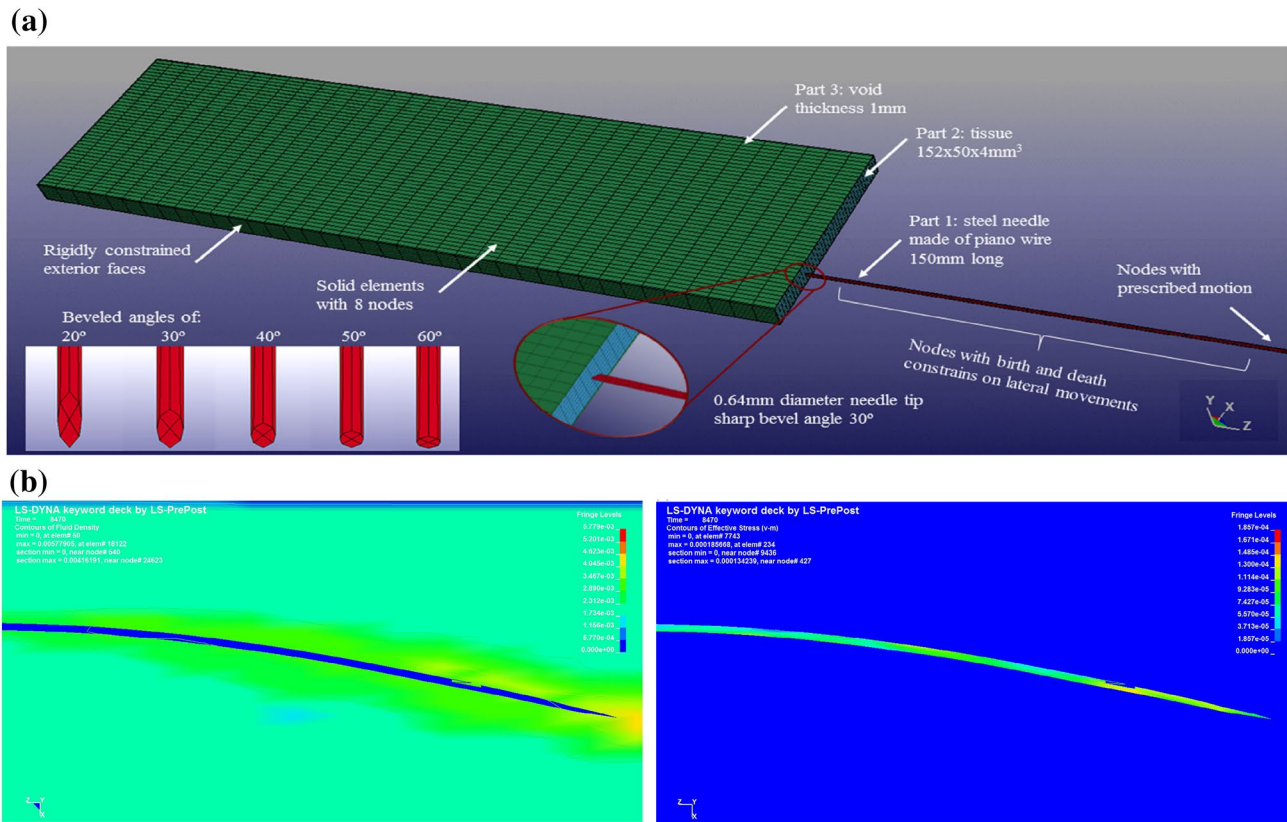 (a)
Part 3: void
thickness 1mm
Part 2: tissue
152x50x4mm³
Part 1: steel needle
made of piano wire
150mm long
Nodes with
prescribed motion
Rigidly constrained
exterior faces
Solid elements
with 8 nodes
Beveled angles of:
20° 30° 40° 50° 60°
0.64mm diameter needle tip
sharp bevel angle 30°
Nodes with birth and death
constrains on lateral movements
Y
X
Z
(b)
LS-DYNA keyword deck by LS-PrePost
Time = 8470
Contours of Fluid Density
min = 0, at elem# 50
max = 0.00577905, at elem# 18122
section min = 0, near node# 540
section max = 0.00416191, near node# 24623
Fringe Levels
5.779e-03
5.201e-03
4.623e-03
4.045e-03
3.467e-03
2.890e-03
2.312e-03
1.734e-03
1.156e-03
5.779e-04
0.000e+00
Z Y
X
LS-DYNA keyword deck by LS-PrePost
Time = 8470
Contours of Effective Stress (v-m)
min = 0, at elem# 7743
max = 0.000185668, at elem# 234
section min = 0, near node# 9436
section max = 0.000134239, near node# 427
Fringe Levels
1.857e-04
1.671e-04
1.485e-04
1.300e-04
1.114e-04
9.283e-05
7.427e-05
5.570e-05
3.713e-05
1.857e-05
0.000e+00
Z Y
X